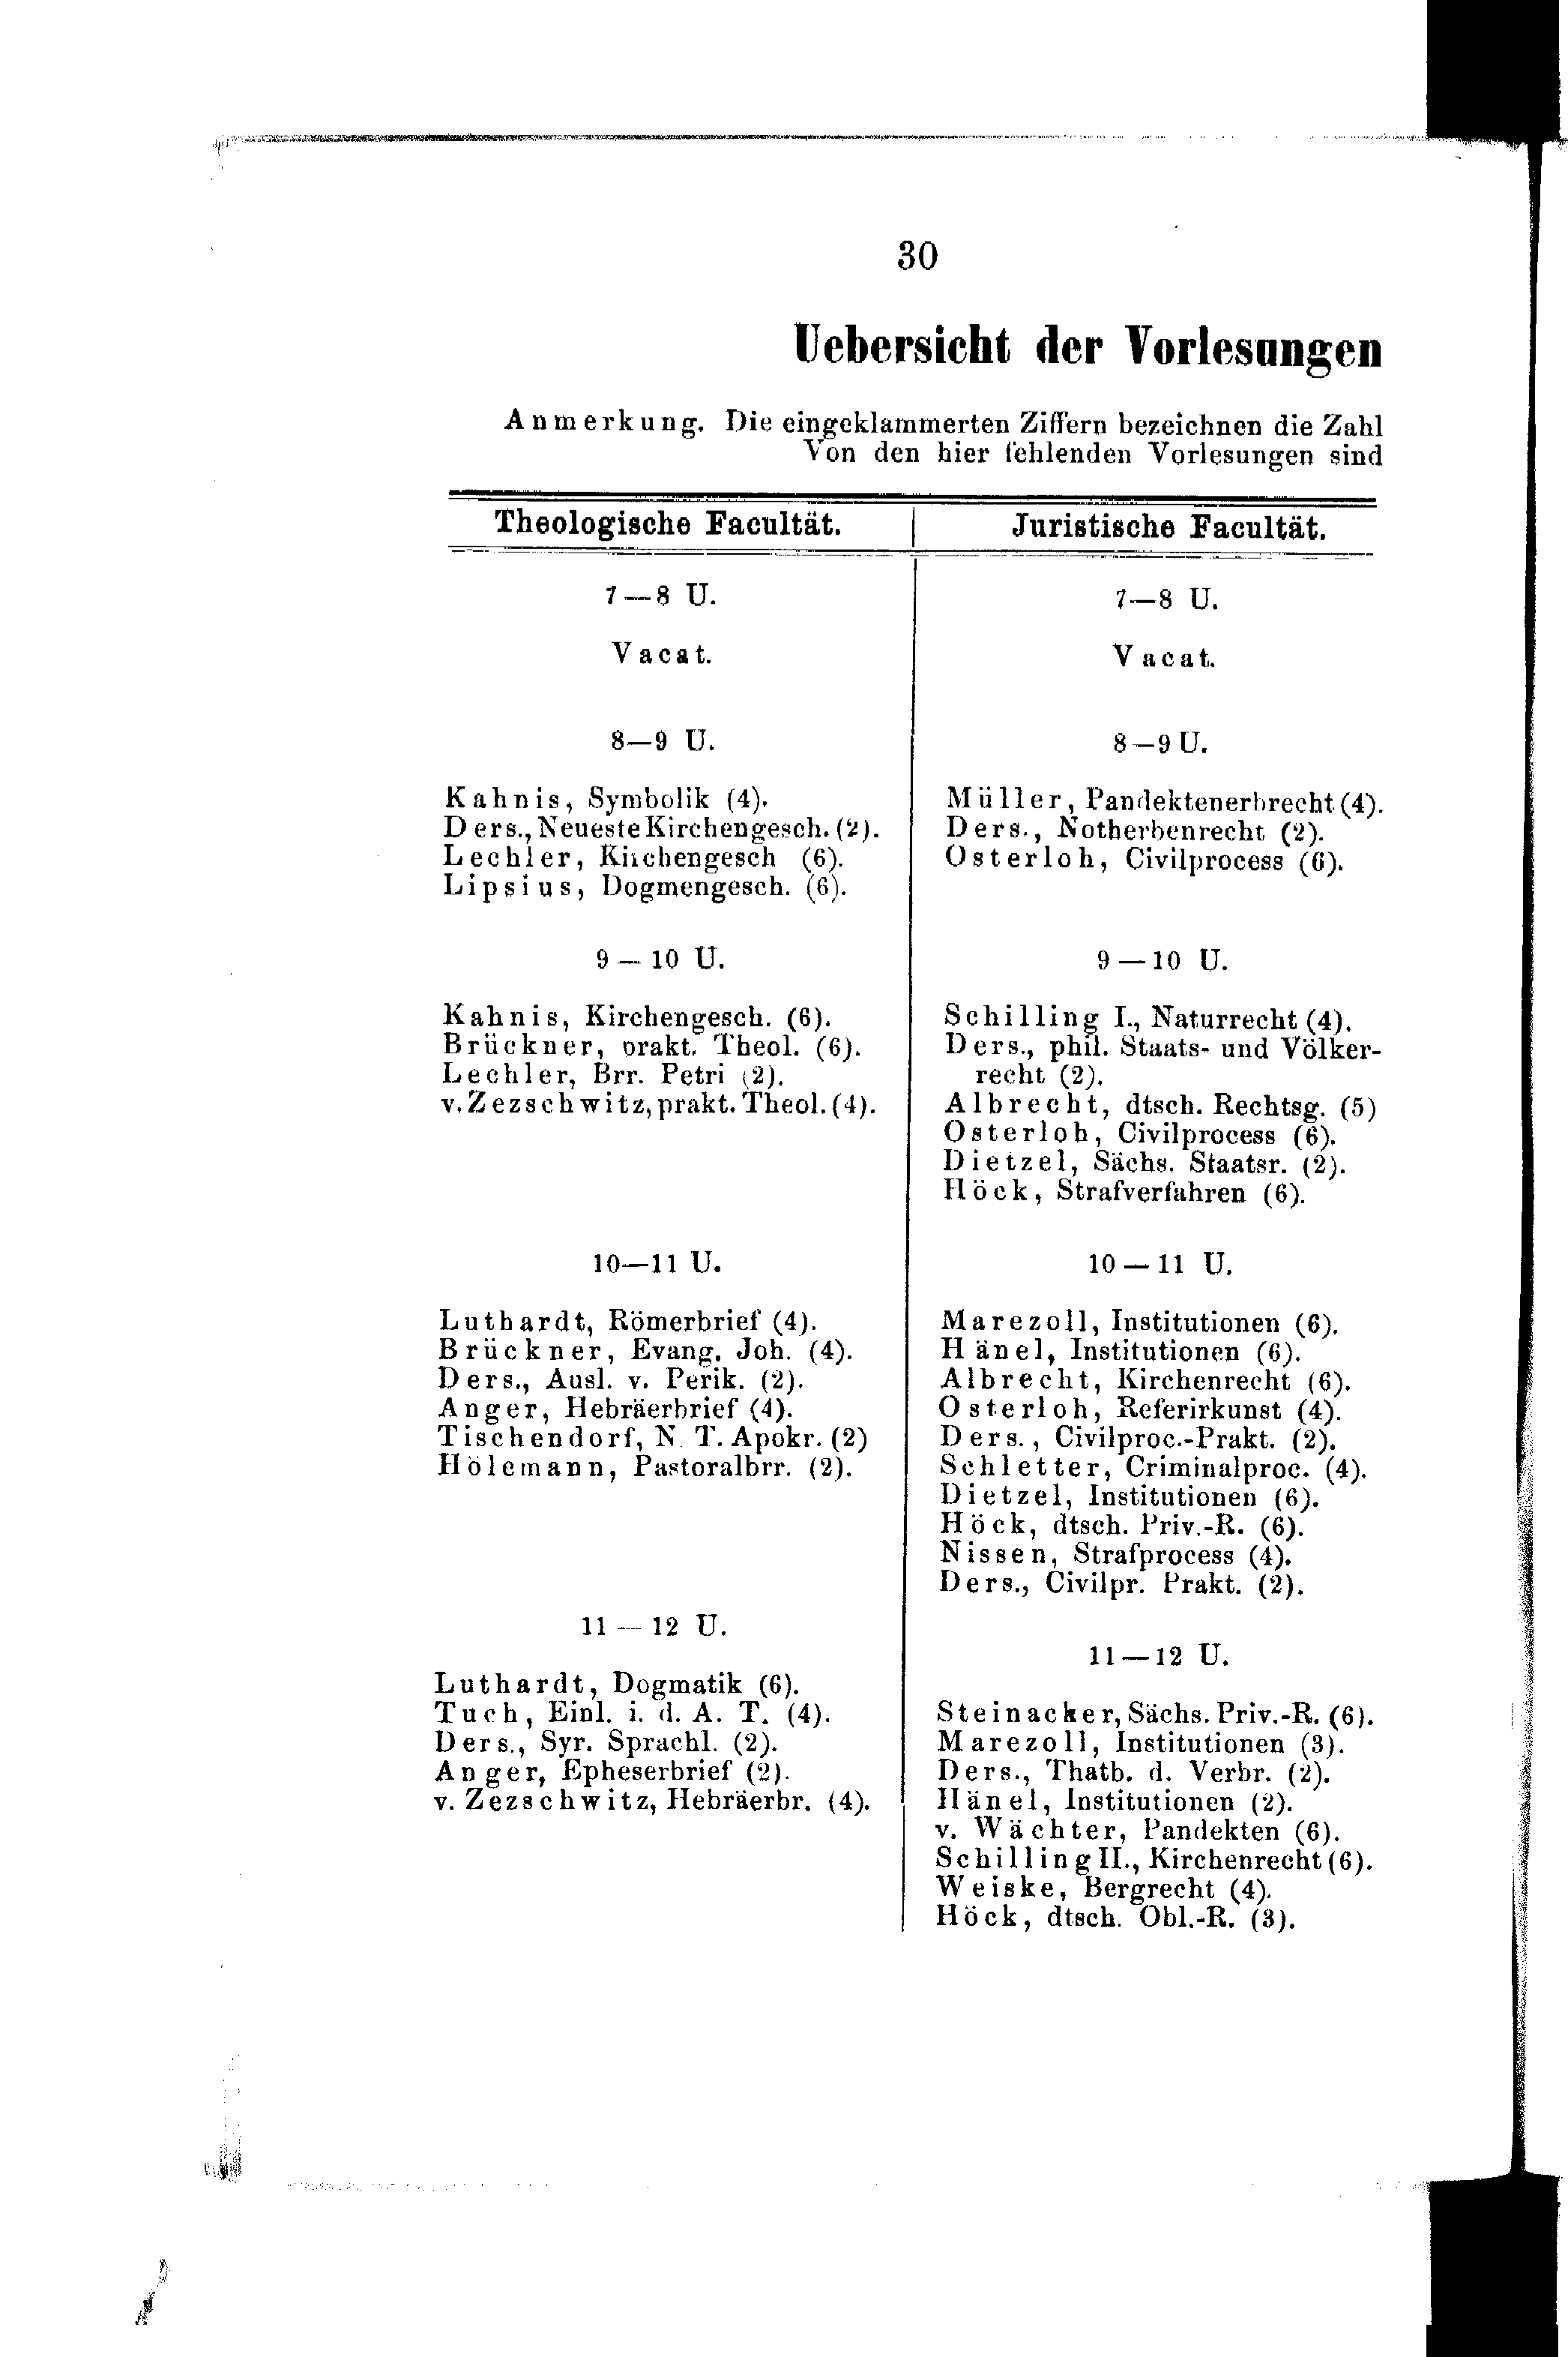 30
Uebersicht der Vorlesungen
Anmerkung. Die eingeklammerten Ziffern bezeichnen die Zahl
Von den hier fehlenden Vorlesungen sind
Theologische Facultät.
7—8 U.
Vacat.
8—9 U.
Kahnis, Symbolik (4).
Ders., Neueste Kirchengesch. (2).
Lechler, Kirchengesch (6).
Lipsius, Dogmengesch. (6).
9—10 U.
Kahnis, Kirchengesch. (6).
Brückner, prakt. Theol. (6).
Lechler, Brr. Petri (2).
v. Zezschwitz, prakt. Theol. (4).
10—11 U.
Luthardt, Römerbrief (4).
Brückner, Evang. Joh. (4).
Ders., Ausl. v. Perik. (2).
Anger, Hebräerbrief (4).
Tischendorf, N. T. Apokr. (2)
Hölemann, Pastoralbrr. (2).
11—12 U.
Luthardt, Dogmatik (6).
Tuch, Einl. i. d. A. T. (4).
Ders., Syr. Sprachl. (2).
Anger, Epheserbrief (2).
v. Zezschwitz, Hebräerbr. (4).
Juristische Facultät.
7—8 U.
Vacat.
8—9 U.
Müller, Pandektenerbrecht (4).
Ders., Notherbenrecht (2).
Osterloh, Civilprocess (6).
9—10 U.
Schilling I., Naturrecht (4).
Ders., phil. Staats- und Völker-
recht (2).
Albrecht, dtsch. Rechtsg. (5)
Osterloh, Civilprocess (6).
Dietzel, Sächs. Staatsr. (2).
Höck, Strafverfahren (6).
10—11 U.
Marezoll, Institutionen (6).
Hänel, Institutionen (6).
Albrecht, Kirchenrecht (6).
Osterloh, Referirkunst (4).
Ders., Civilproc.-Prakt. (2).
Schletter, Criminalproc. (4).
Dietzel, Institutionen (6).
Höck, dtsch. Priv.-R. (6).
Nissen, Strafprocess (4).
Ders., Civilpr. Prakt. (2).
11—12 U.
Steinacker, Sächs. Priv.-R. (6).
Marezoll, Institutionen (3).
Ders., Thatb. d. Verbr. (2).
Hänel, Institutionen (2).
v. Wächter, Pandekten (6).
Schilling II., Kirchenrecht (6).
Weiske, Bergrecht (4).
Höck, dtsch. Obl.-R. (3).